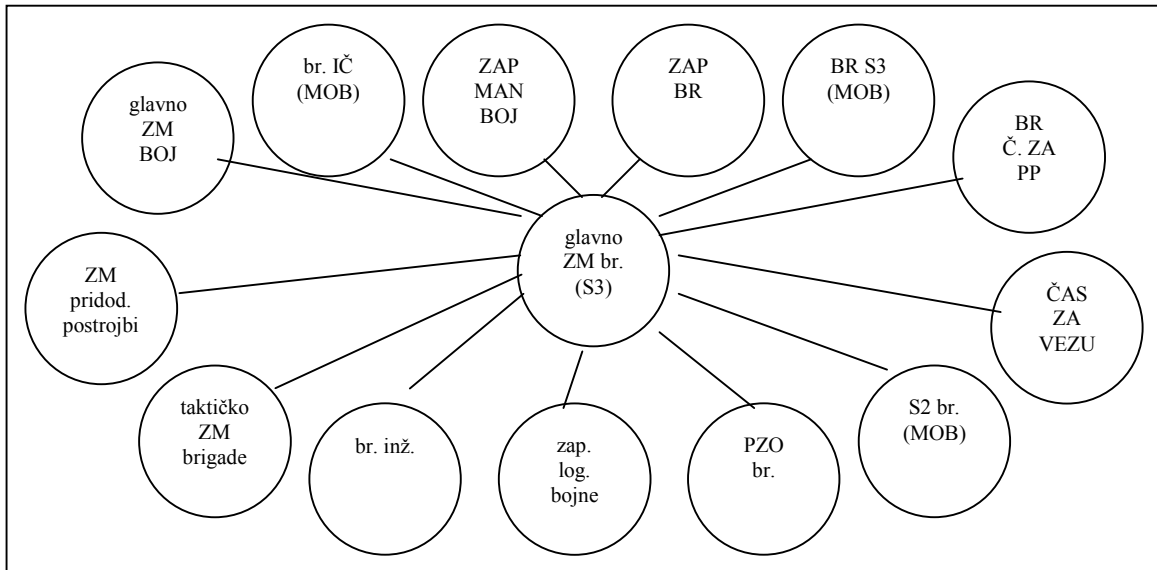 glavno
ZM
BOJ
br. IČ
(MOB)
ZAP
MAN
BOJ
ZAP
BR
BR S3
(MOB)
BR
Č. ZA
PP
glavno
ZM br.
(S3)
ZM
pridod.
postrojbi
ČAS
ZA
VEZU
taktičko
ZM
brigade
br. inž.
zap.
log.
bojne
PZO
br.
S2 br.
(MOB)